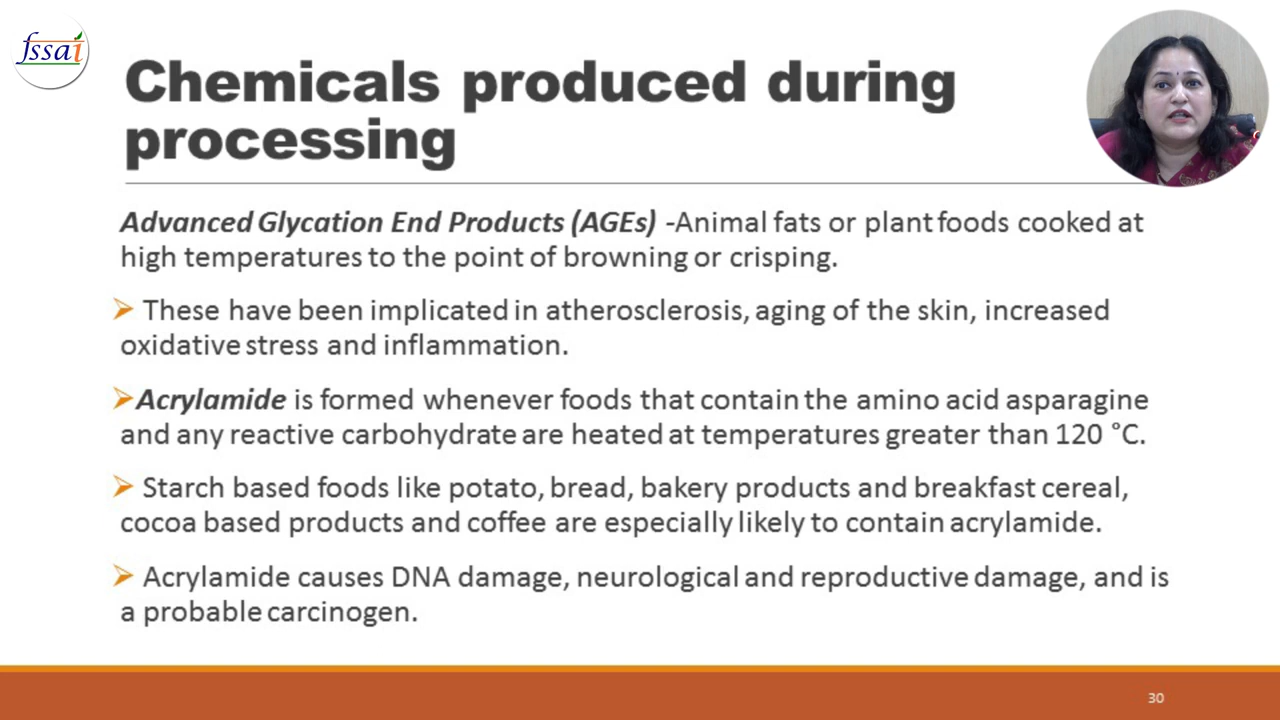 fssai
Chemicals produced during
processing
Advanced Glycation End Products (AGEs) -Animal fats or plant foods cooked at
high temperatures to the point of browning or crisping.
➢ These have been implicated in atherosclerosis, aging of the skin, increased
oxidative stress and inflammation.
➢Acrylamide is formed whenever foods that contain the amino acid asparagine
and any reactive carbohydrate are heated at temperatures greater than 120 °C.
➢ Starch based foods like potato, bread, bakery products and breakfast cereal,
cocoa based products and coffee are especially likely to contain acrylamide.
➢ Acrylamide causes DNA damage, neurological and reproductive damage, and is
a probable carcinogen.
30